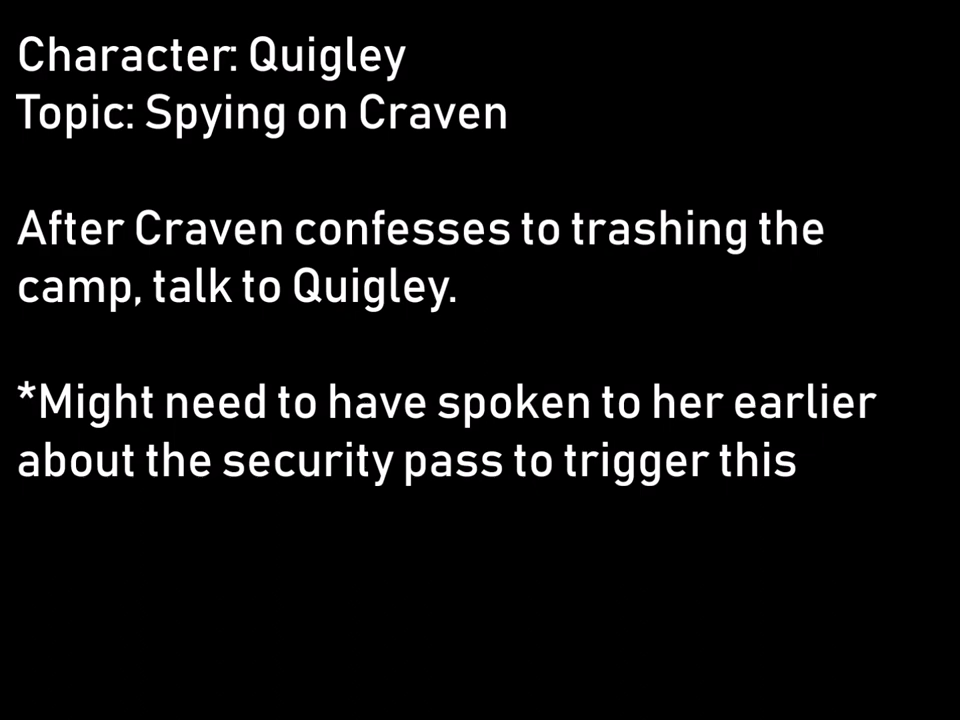 Character: Quigley
Topic: Spying on Craven
After Craven confesses to trashing the
camp, talk to Quigley.
*Might need to have spoken to her earlier
about the security pass to trigger this